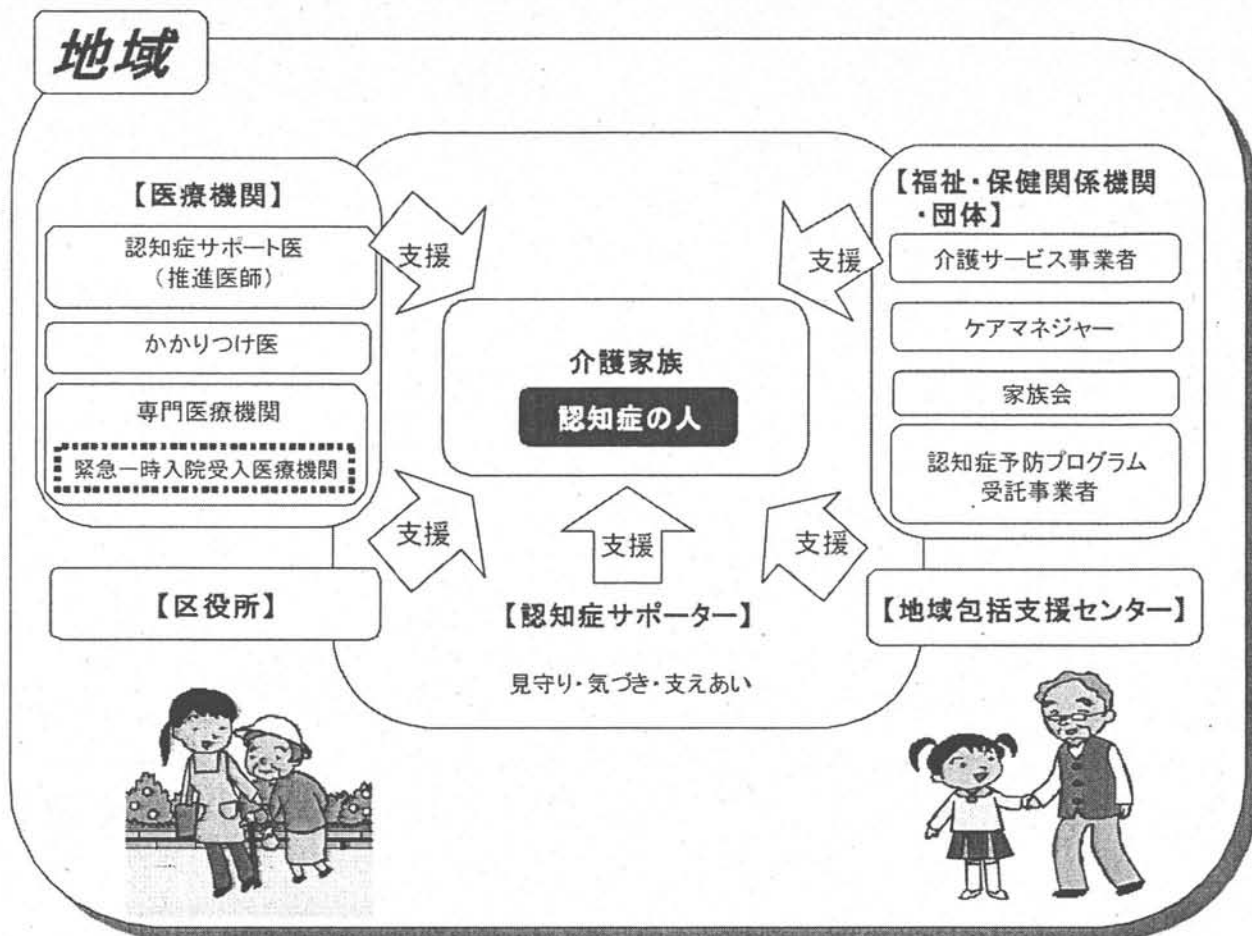 地域
【医療機関】
認知症サポート医
（推進医師）
かかりつけ医
専門医療機関
緊急一時入院受入医療機関
【区役所】
支援
支援
介護家族
認知症の人
支援
【認知症サポーター】
見守り・気づき・支えあい
支援
支援
【福祉・保健関係機関
・団体】
介護サービス事業者
ケアマネジャー
家族会
認知症予防プログラム
受託事業者
【地域包括支援センター】